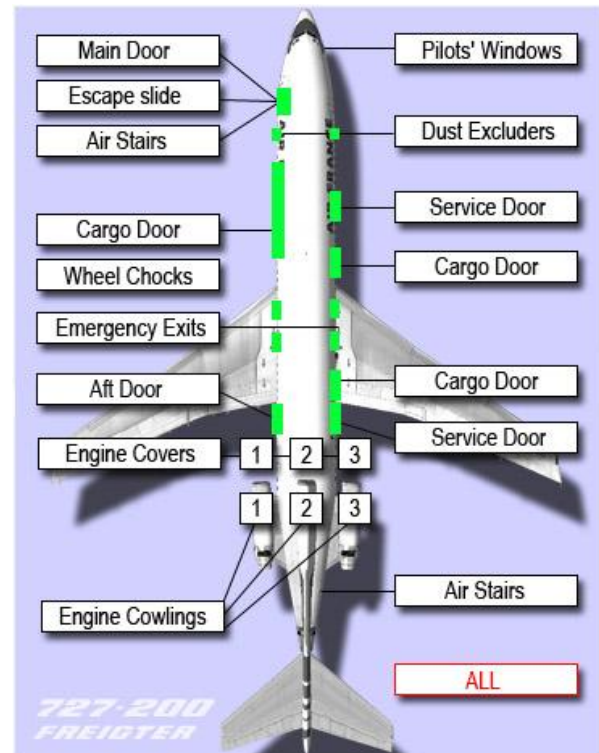 Main Door
Pilots' Windows
Escape slide
Air Stairs
Dust Excluders
AIR FRANCE
Service Door
Cargo Door
Cargo Door
Wheel Chocks
Emergency Exits
Cargo Door
Aft Door
Service Door
Engine Covers
1 2 3
1 2 3
Air Stairs
Engine Cowlings
ALL
727-200
FREIGTER